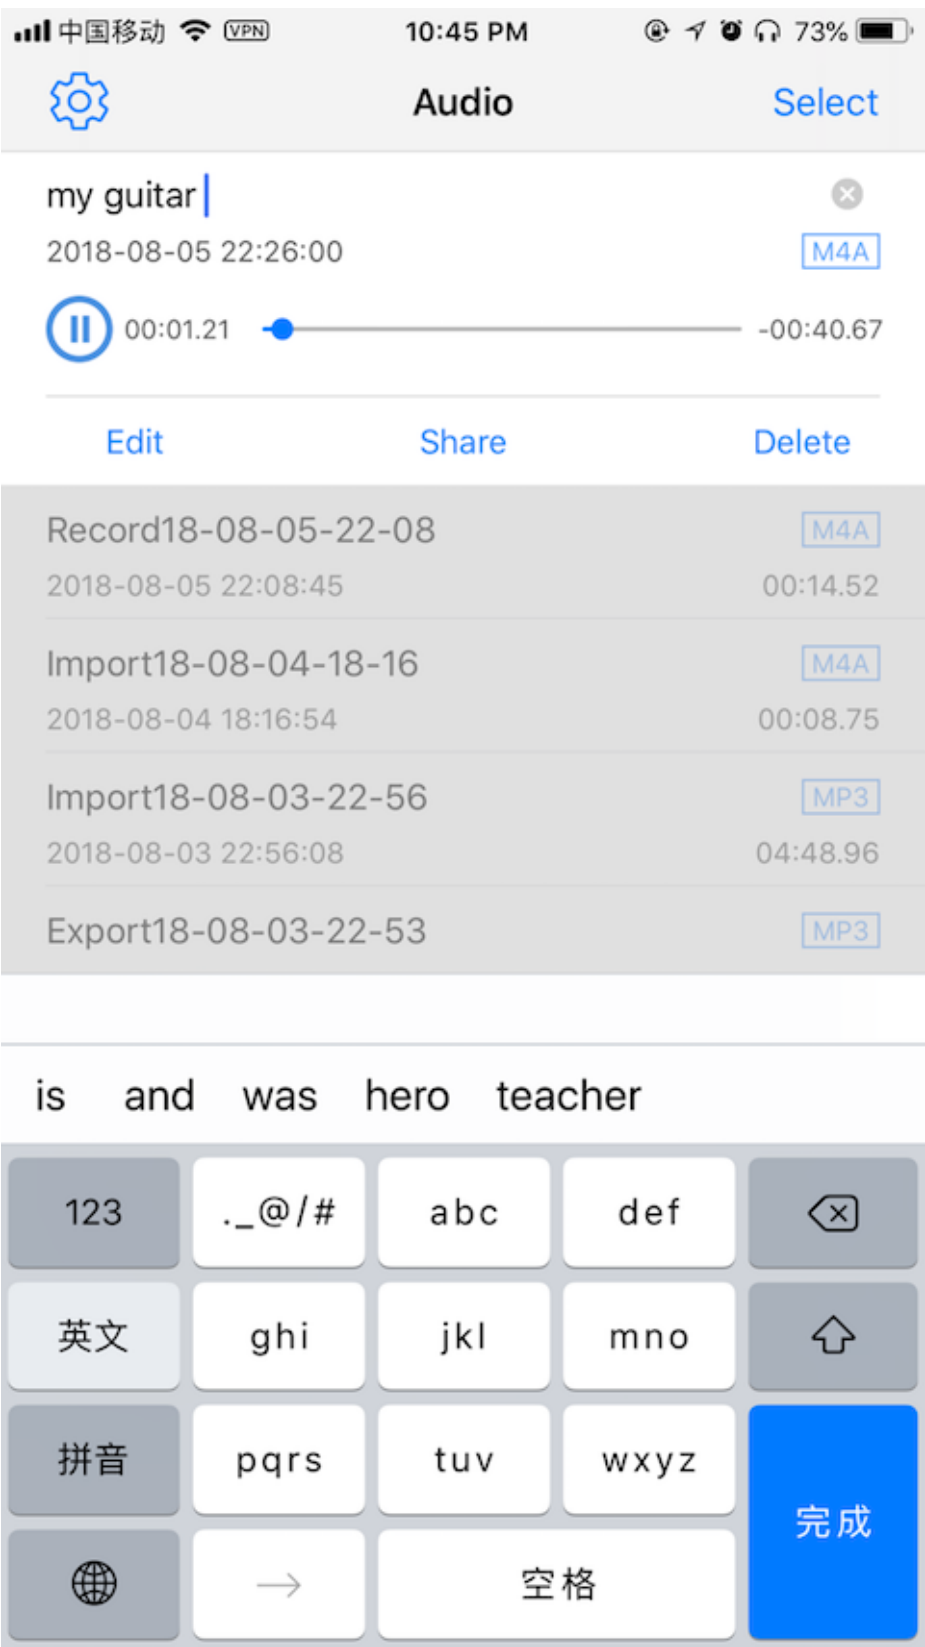 中国移动 VPN 10:45 PM 73%
Audio Select
my guitar
2018-08-05 22:26:00 M4A
00:01.21 -00:40.67
Edit Share Delete
Record18-08-05-22-08 M4A
2018-08-05 22:08:45 00:14.52
Import18-08-04-18-16 M4A
2018-08-04 18:16:54 00:08.75
Import18-08-03-22-56 MP3
2018-08-03 22:56:08 04:48.96
Export18-08-03-22-53 MP3
is and was hero teacher
123 ._@/# abc def
英文 ghi jkl mno
拼音 pqrs tuv wxyz
完成
空格